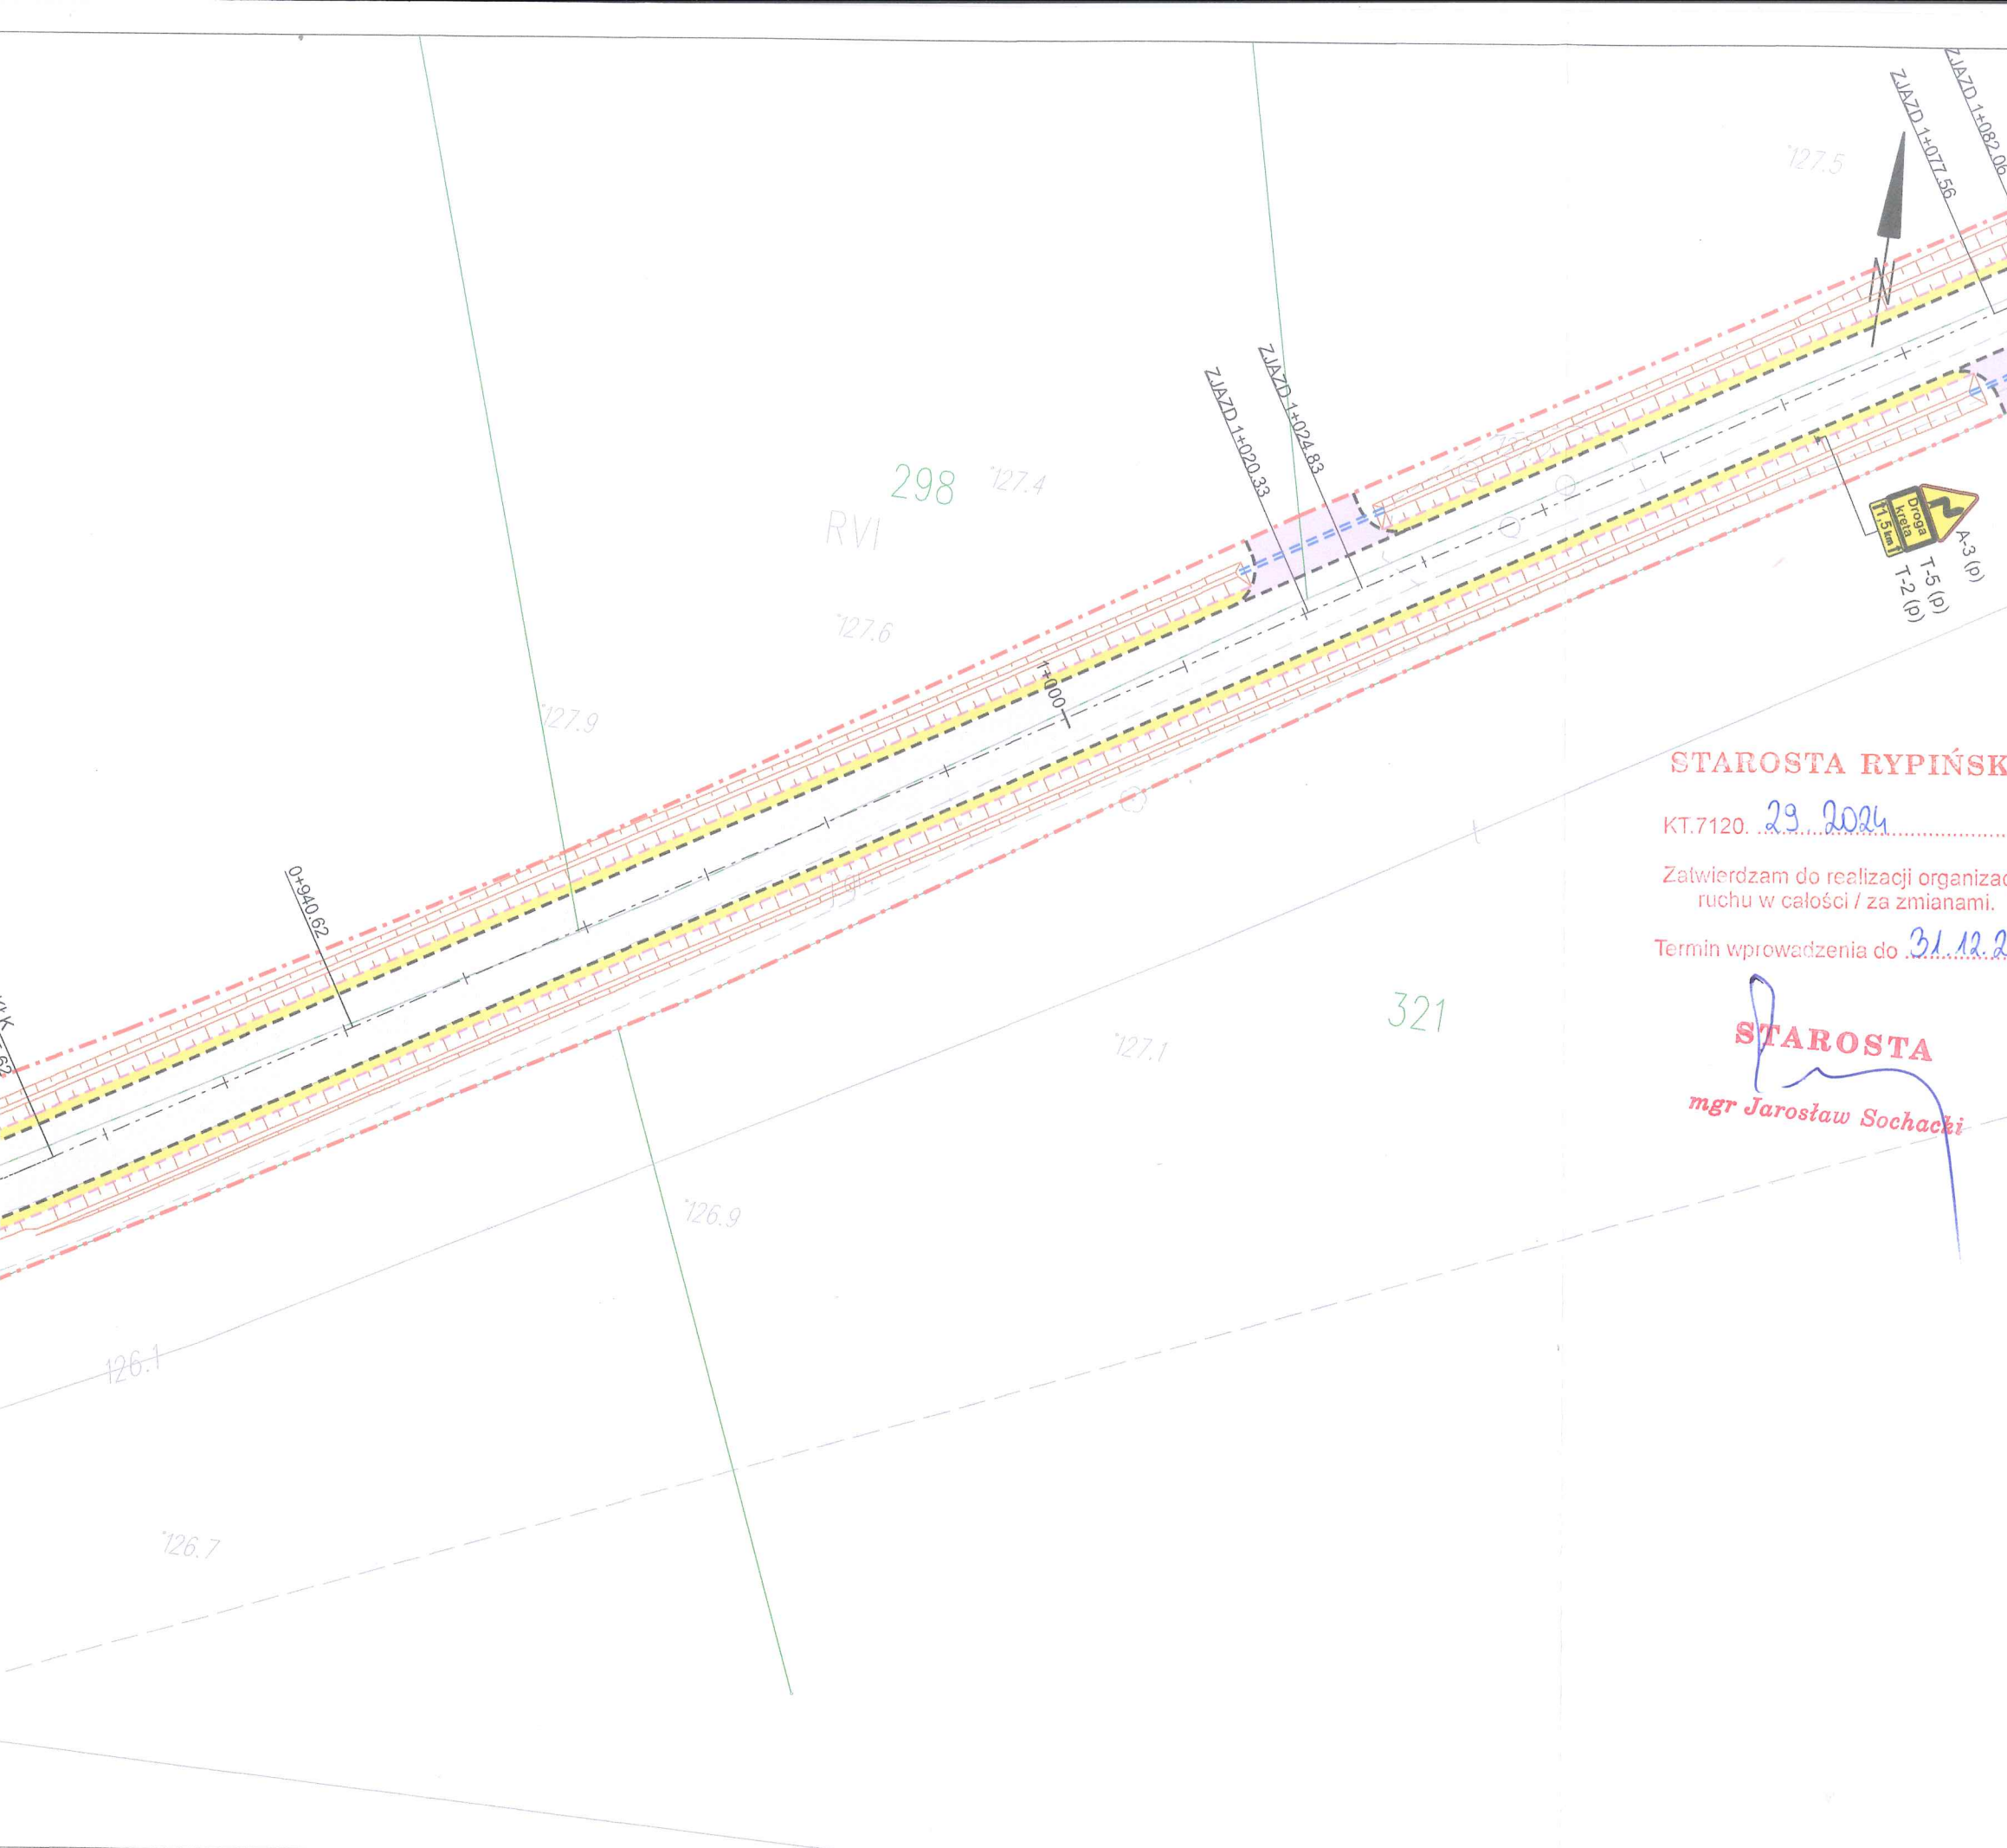 ZJAZD 1+082.06
ZJAZD 1+077.56
127.5
ZJAZD 1+024.83
ZJAZD 1+020.33
298
127.4
RVI
127.6
127.9
1+000
0+940.62
Droga
kręta
1,5 km
A-3 (p)
T-5 (p)
T-2 (p)
STAROSTA RYPIŃSK
KT.7120. 29.2024
Zatwierdzam do realizacji organizac
ruchu w całości / za zmianami.
Termin wprowadzenia do 31.12.2
STAROSTA
mgr Jarosław Sochacki
321
127.1
126.9
126.1
126.7